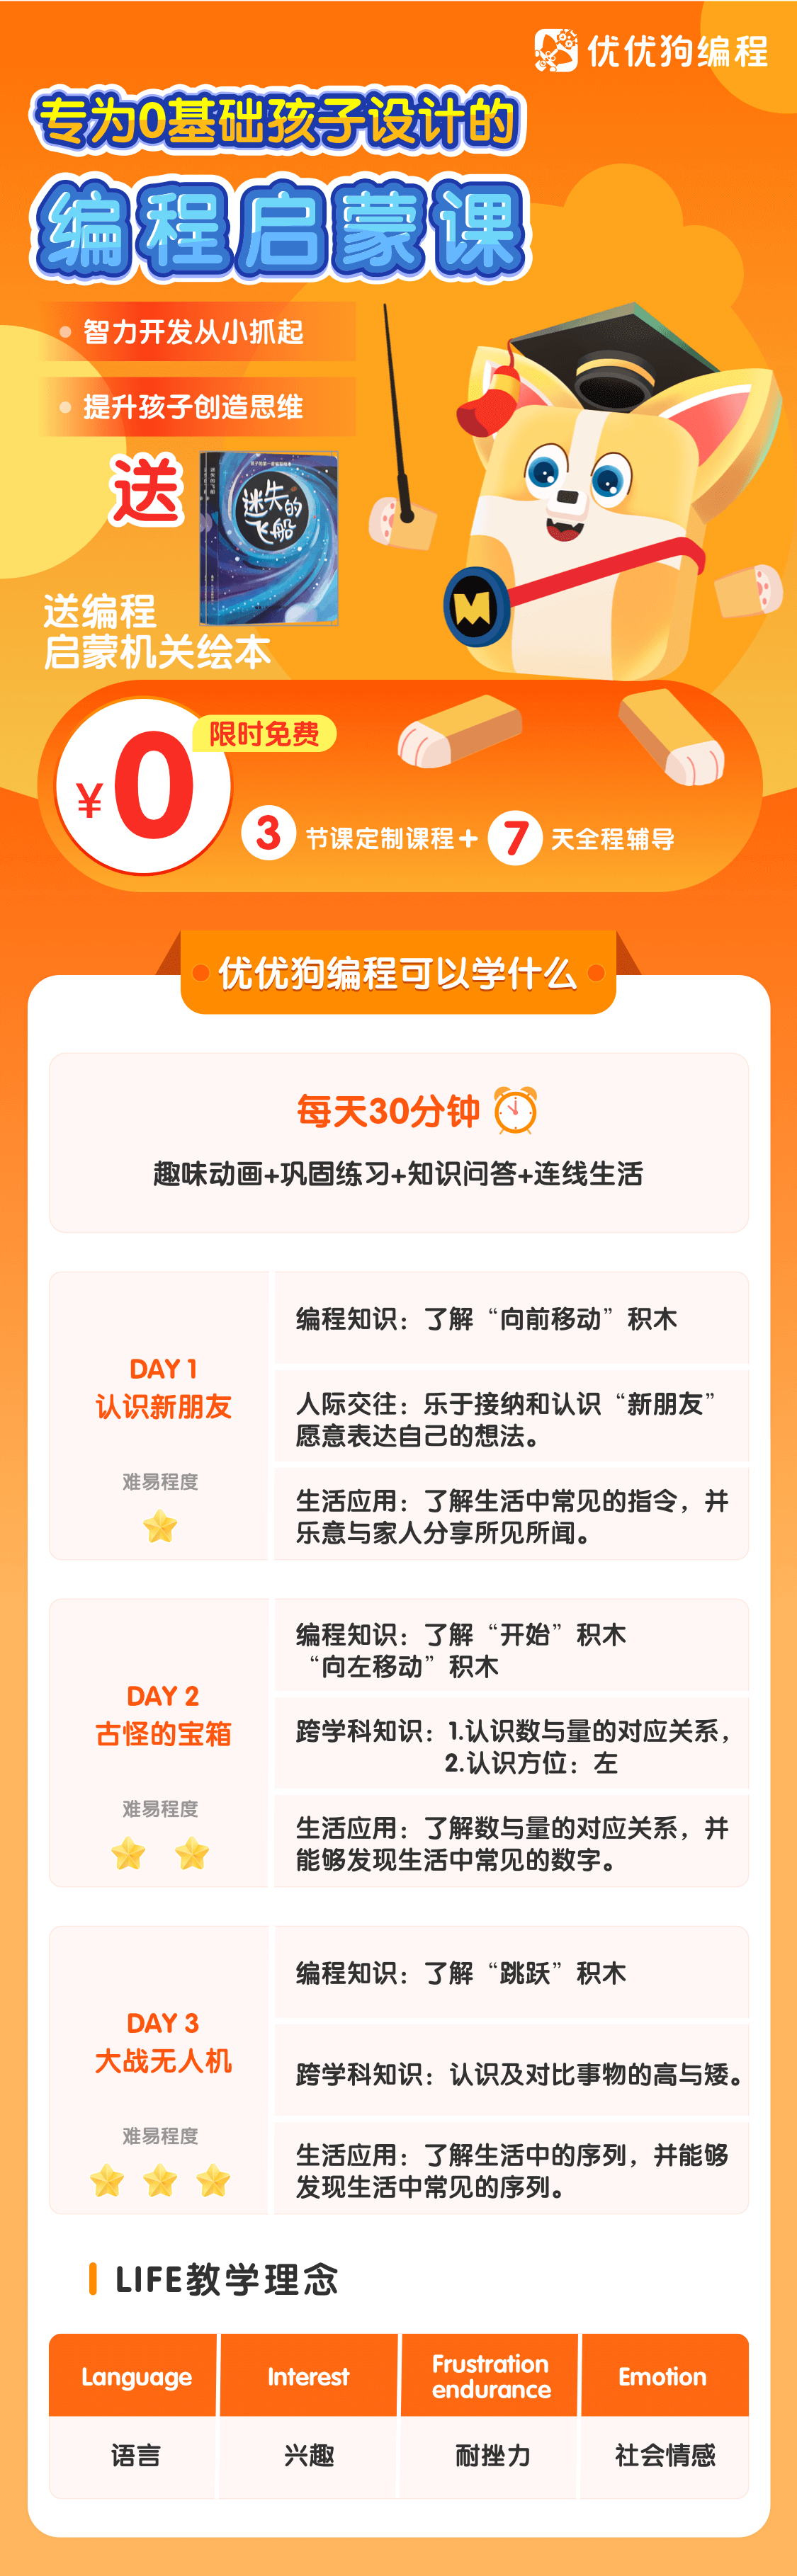 优优狗编程
专为0基础孩子设计的
编程启蒙课
智力开发从小抓起
提升孩子创造思维
送
迷失的
飞船
送编程
启蒙机关绘本
¥0
限时免费
3节课定制课程+7天全程辅导
优优狗编程可以学什么
每天30分钟
趣味动画+巩固练习+知识问答+连线生活
DAY 1
认识新朋友
难易程度
编程知识：了解“向前移动”积木
人际交往：乐于接纳和认识“新朋友”
愿意表达自己的想法。
生活应用：了解生活中常见的指令，并
乐意与家人分享所见所闻。
DAY 2
古怪的宝箱
难易程度
编程知识：了解“开始”积木
“向左移动”积木
跨学科知识：1.认识数与量的对应关系，
2.认识方位：左
生活应用：了解数与量的对应关系，并
能够发现生活中常见的数字。
DAY 3
大战无人机
难易程度
编程知识：了解“跳跃”积木
跨学科知识：认识及对比事物的高与矮。
生活应用：了解生活中的序列，并能够
发现生活中常见的序列。
LIFE教学理念
Language
Interest
Frustration
endurance
Emotion
语言
兴趣
耐挫力
社会情感